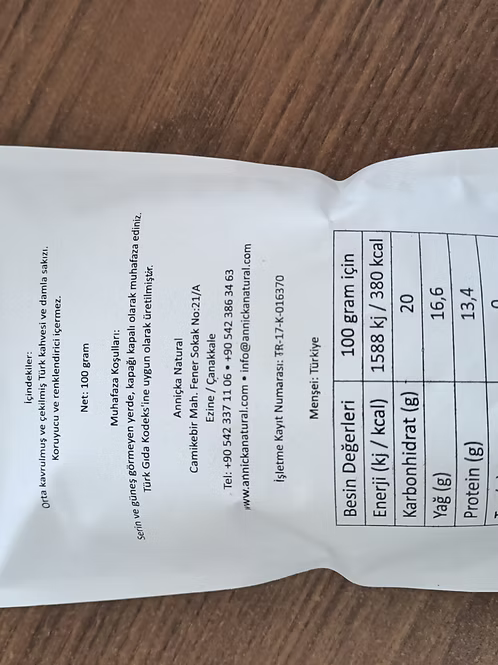 İçindekiler:
Orta kavrulmuş ve çekilmiş Türk kahvesi ve damla sakızı.
Koruyucu ve renklendirici içermez.
Net: 100 gram
Muhafaza Koşulları:
Serin ve güneş görmeyen yerde, kapağı kapalı olarak muhafaza ediniz.
Türk Gıda Kodeks'ine uygun olarak üretilmiştir.
Anniçka Natural
Camikebir Mah. Fener Sokak No:21/A
Ezine / Çanakkale
Tel: +90 542 337 11 06 • +90 542 386 34 63
www.annickanatural.com • info@annickanatural.com
İşletme Kayıt Numarası: TR-17-K-016370
Menşei: Türkiye
Besin Değerleri 100 gram için
Enerji (kj / kcal) 1588 kj / 380 kcal
Karbonhidrat (g) 20
Yağ (g) 16,6
Protein (g) 13,4